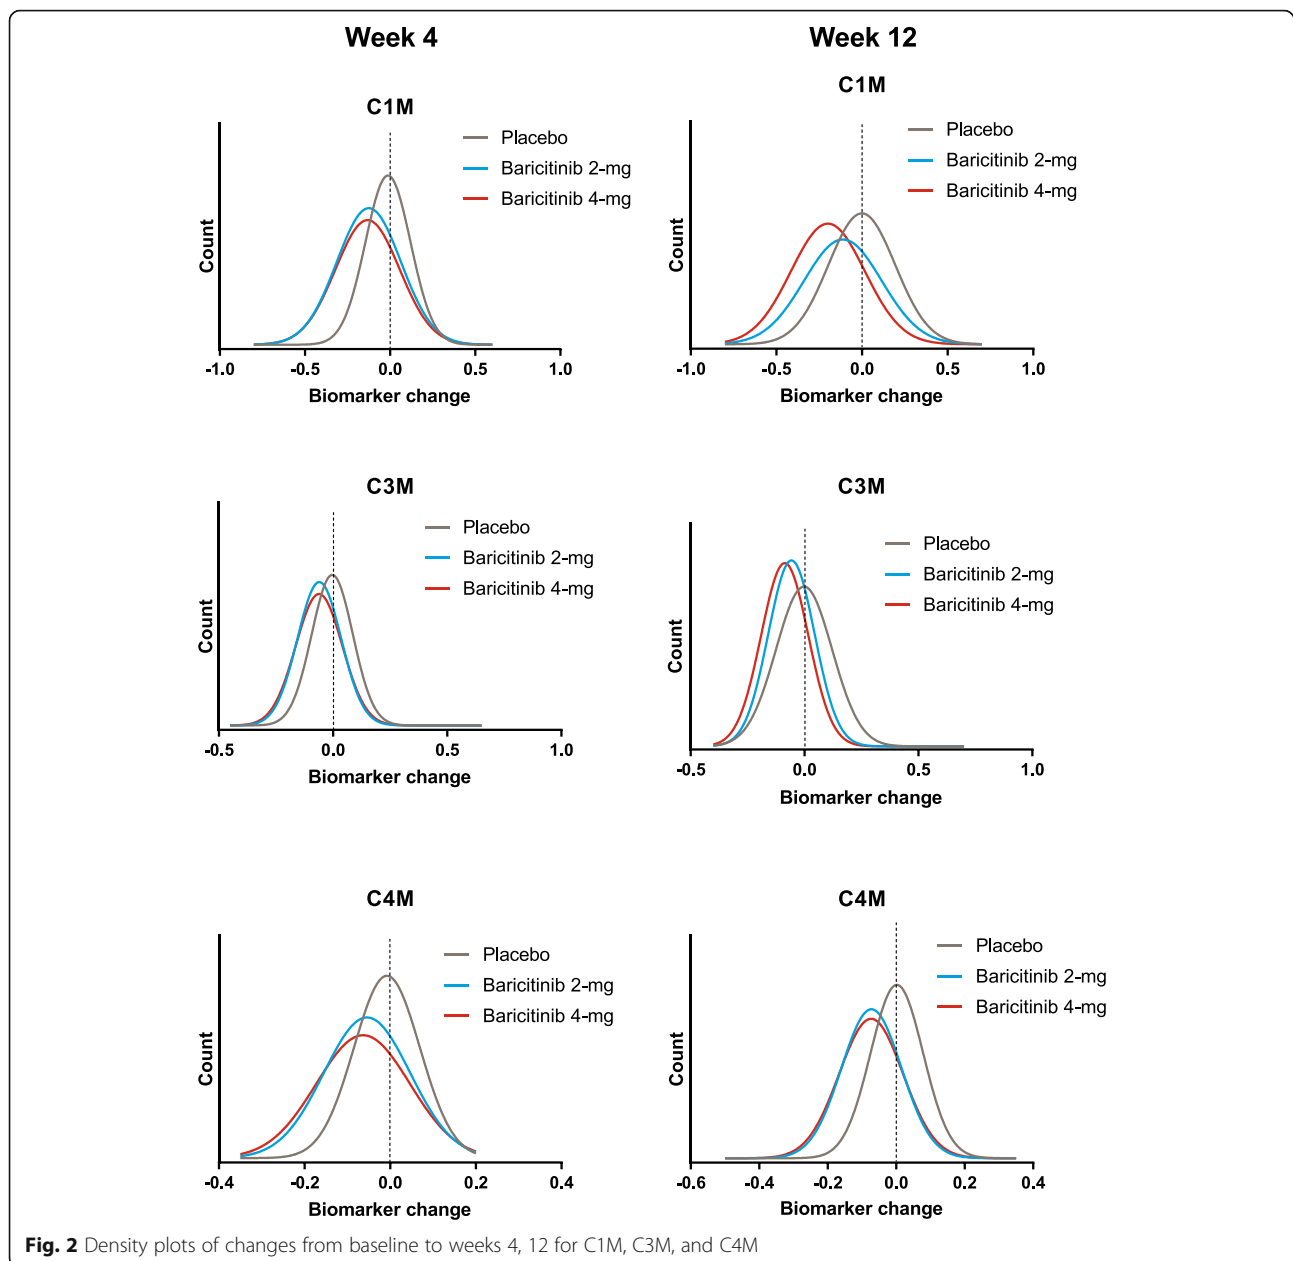 Week 4
Week 12
C1M
Placebo
Baricitinib 2-mg
Baricitinib 4-mg
Count
-1.0 -0.5 0.0 0.5 1.0
Biomarker change
C1M
Placebo
Baricitinib 2-mg
Baricitinib 4-mg
Count
-1.0 -0.5 0.0 0.5 1.0
Biomarker change
C3M
Placebo
Baricitinib 2-mg
Baricitinib 4-mg
Count
-0.5 0.0 0.5 1.0
Biomarker change
C3M
Placebo
Baricitinib 2-mg
Baricitinib 4-mg
Count
-0.5 0.0 0.5 1.0
Biomarker change
C4M
Placebo
Baricitinib 2-mg
Baricitinib 4-mg
Count
-0.4 -0.2 0.0 0.2 0.4
Biomarker change
C4M
Placebo
Baricitinib 2-mg
Baricitinib 4-mg
Count
-0.6 -0.4 -0.2 0.0 0.2 0.4
Biomarker change
Fig. 2 Density plots of changes from baseline to weeks 4, 12 for C1M, C3M, and C4M